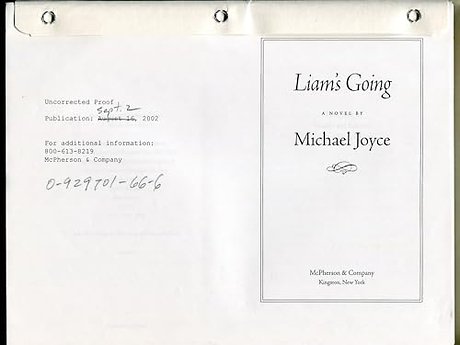 Uncorrected Proof
Sept. 2
Publication: August 16, 2002
For additional information:
800-613-8219
McPherson & Company
0-929701-66-6
Liam's Going
A NOVEL BY
Michael Joyce
McPherson & Company
Kingston, New York